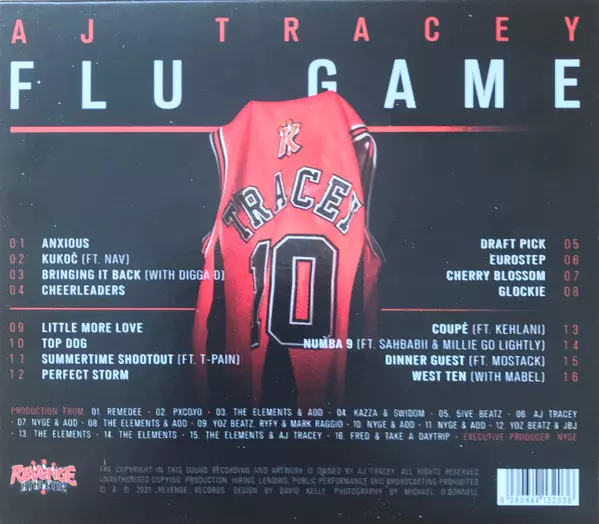 AJ TRACEY
FLU GAME
TRACEY
10
01 ANXIOUS
02 KUKOČ (FT. NAV)
03 BRINGING IT BACK (WITH DIGGA D)
04 CHEERLEADERS
DRAFT PICK 05
EUROSTEP 06
CHERRY BLOSSOM 07
GLOCKIE 08
09 LITTLE MORE LOVE
10 TOP DOG
11 SUMMERTIME SHOOTOUT (FT. T-PAIN)
12 PERFECT STORM
COUPÉ (FT. KEHLANI) 13
NUMBA 9 (FT. SAHBABII & MILLIE GO LIGHTLY) 14
DINNER GUEST (FT. MOSTACK) 15
WEST TEN (WITH MABEL) 16
PRODUCTION FROM 01. REMEDEE • 02. PXCOYO • 03. THE ELEMENTS & AOD • 04. KAZZA & SWIDOM • 05. 5IVE BEATZ • 06. AJ TRACEY
• 07. NYGE & AOD • 08. THE ELEMENTS & AOD • 09. YOZ BEATZ, RYFY & MARK RAGGIO • 10. NYGE & AOD • 11. NYGE & AOD • 12. YOZ BEATZ & JBJ
• 13. THE ELEMENTS • 14. THE ELEMENTS • 15. THE ELEMENTS & AJ TRACEY • 16. FRED & TAKE A DAYTRIP • EXECUTIVE PRODUCER NYGE
REVENGE
THE COPYRIGHT IN THIS SOUND RECORDING AND ARTWORK IS OWNED BY AJ TRACEY. ALL RIGHTS RESERVED
UNAUTHORISED COPYING, PRODUCTION, HIRING, LENDING, PUBLIC PERFORMANCE AND BROADCASTING PROHIBITED
℗ & © 2021 REVENGE RECORDS DESIGN BY DAVID KELLY PHOTOGRAPHY BY MICHAEL O'DONNELL